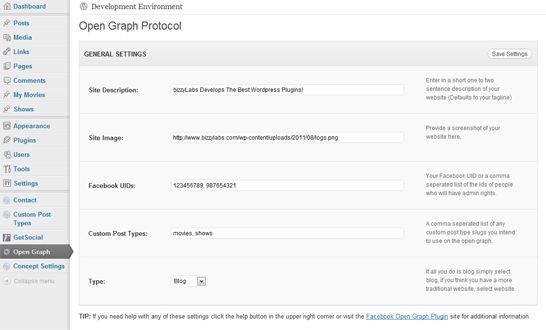 Dashboard
Posts
Media
Links
Pages
Comments
My Movies
Shows
Appearance
Plugins
Users
Tools
Settings
Contact
Custom Post
Types
GetSocial
Open Graph
Concept Settings
Collapse menu
Development Environment
Open Graph Protocol
GENERAL SETTINGS
Save Settings
Site Description:
bizzyLabs Develops The Best Wordpress Plugins!
Enter in a short one to two
sentence description of your
website (Defaults to your tagline)
Site Image:
http://www.bizzylabs.com/wp-content/uploads/2011/08/logo.png
Provide a screenshot of your
website here.
Facebook UIDs:
123456789, 987654321
Your Facebook UID or a comma
seperated list of the ids of people
who will have admin rights.
Custom Post Types:
movies, shows
A comma seperated list of any
custom post type slugs you intend
to use on the open graph.
Type:
Blog
If all you do is blog simply select
blog, if you think you have a more
traditional website, select website.
TIP: If you need help with any of these settings click the help button in the upper right corner or visit the Facebook Open Graph Plugin site for additional information.